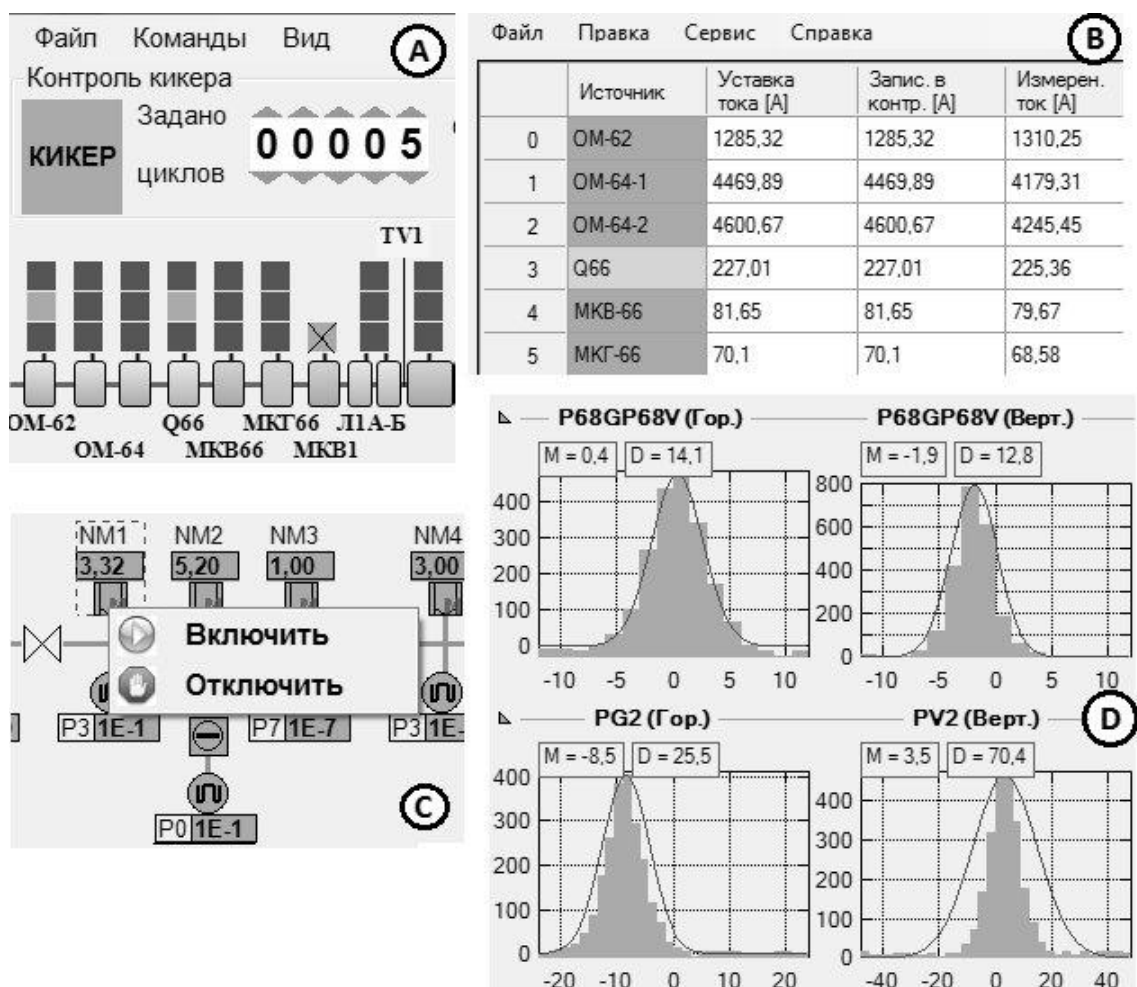 Файл Команды Вид
A
Контроль кикера
КИКЕР
Задано
циклов
0 0 0 0 5
TV1
ОМ-62 Q66 МКГ66 Л1А-Б
ОМ-64 МКВ66 МКВ1
Файл Правка Сервис Справка
B
Источник Уставка тока [А] Запис. в контр. [А] Измерен. ток [А]
0 ОМ-62 1285,32 1285,32 1310,25
1 ОМ-64-1 4469,89 4469,89 4179,31
2 ОМ-64-2 4600,67 4600,67 4245,45
3 Q66 227,01 227,01 225,36
4 МКВ-66 81,65 81,65 79,67
5 МКГ-66 70,1 70,1 68,58
NM1 NM2 NM3 NM4
3,32 5,20 1,00 3,00
Включить
Отключить
P3 1E-1 P7 1E-7 P3
P0 1E-1
C
P68GP68V (Гор.)
M = 0,4 D = 14,1
400
300
200
100
0
-10 -5 0 5 10
P68GP68V (Верт.)
M = -1,9 D = 12,8
800
600
400
200
0
-10 -5 0 5 10
PG2 (Гор.)
M = -8,5 D = 25,5
400
300
200
100
0
-20 -10 0 10 20
PV2 (Верт.)
D
M = 3,5 D = 70,4
400
300
200
100
0
-40 -20 0 20 40